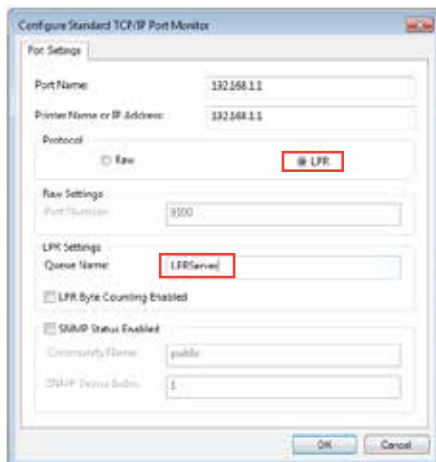 Configure Standard TCP/IP Port Monitor
Port Settings
Port Name: 192.168.1.1
Printer Name or IP Address: 192.168.1.1
Protocol
Raw LPR
Raw Settings
Port Number: 9100
LPR Settings
Queue Name: LPRServer
LPR Byte Counting Enabled
SNMP Status Enabled
Community Name: public
SNMP Device Index: 1
OK Cancel